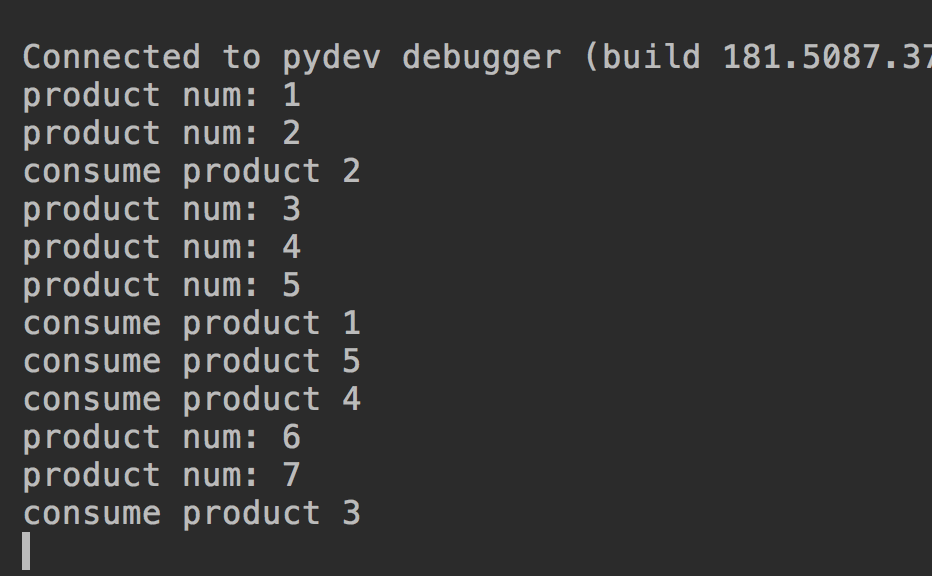 Connected to pydev debugger (build 181.5087.37
product num: 1
product num: 2
consume product 2
product num: 3
product num: 4
product num: 5
consume product 1
consume product 5
consume product 4
product num: 6
product num: 7
consume product 3